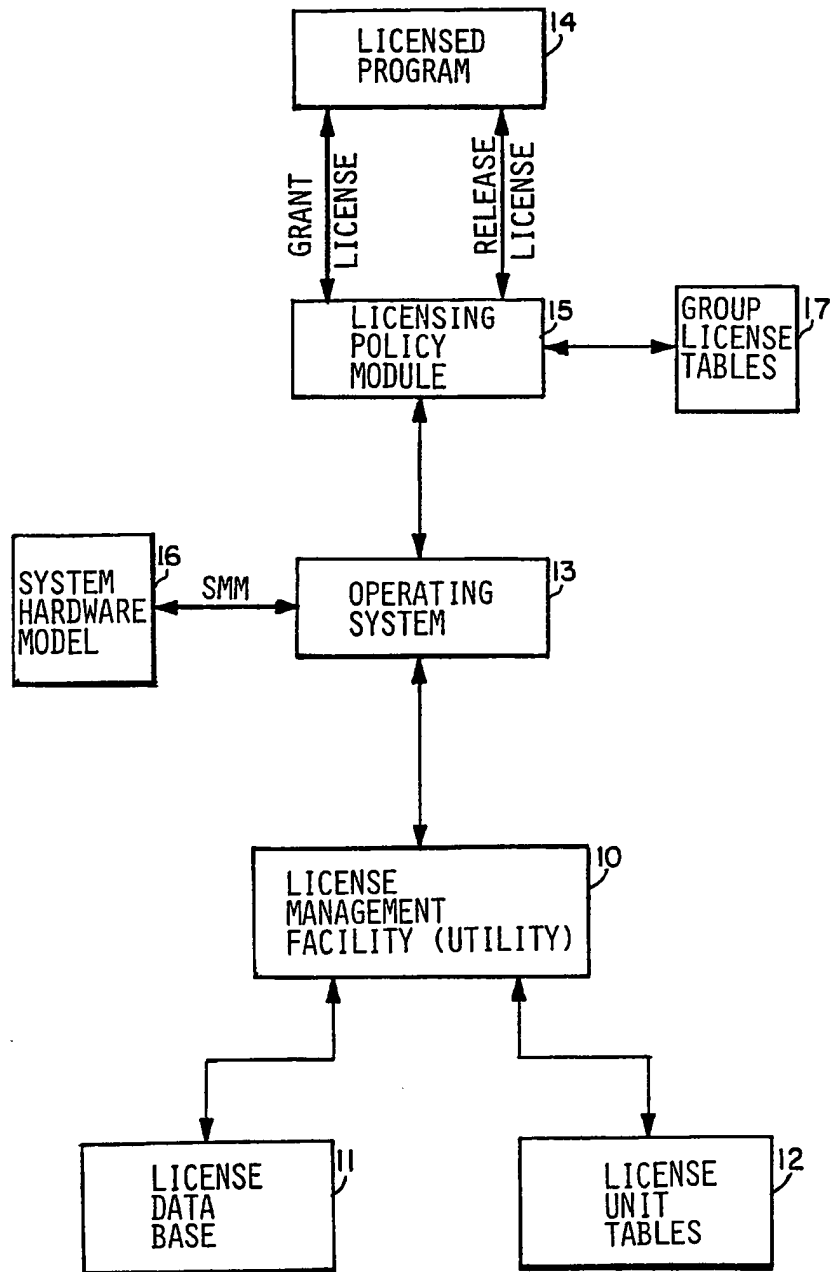 14
LICENSED
PROGRAM
GRANT
LICENSE
RELEASE
LICENSE
15
LICENSING
POLICY
MODULE
17
GROUP
LICENSE
TABLES
16
SYSTEM
HARDWARE
MODEL
SMM
13
OPERATING
SYSTEM
10
LICENSE
MANAGEMENT
FACILITY (UTILITY)
11
LICENSE
DATA
BASE
12
LICENSE
UNIT
TABLES